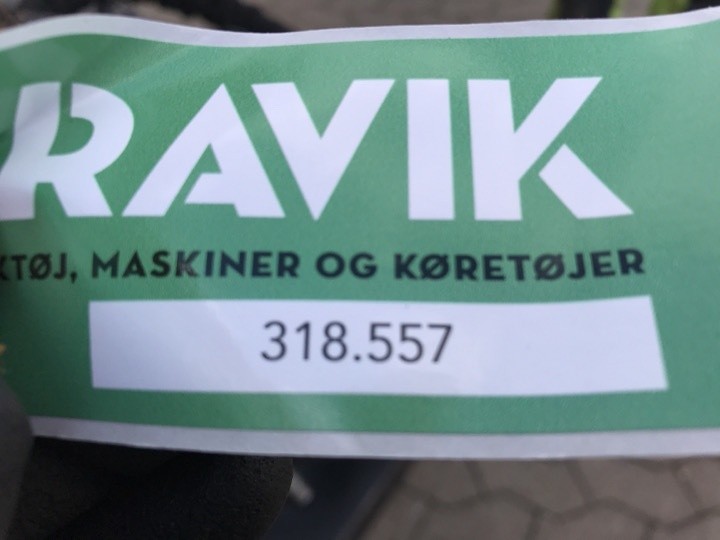 RAVIK
KTØJ, MASKINER OG KØRETØJER
318.557